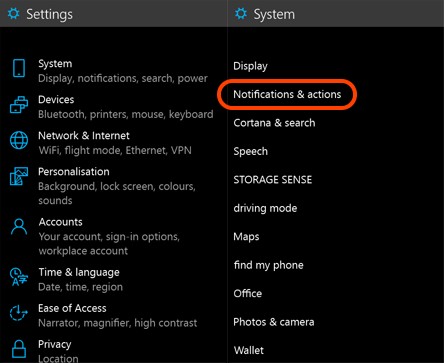 Settings
System
Display, notifications, search, power
Devices
Bluetooth, printers, mouse, keyboard
Network & Internet
WiFi, flight mode, Ethernet, VPN
Personalisation
Background, lock screen, colours,
sounds
Accounts
Your account, sign-in options,
workplace account
Time & language
Date, time, region
Ease of Access
Narrator, magnifier, high contrast
Privacy
Location
System
Display
Notifications & actions
Cortana & search
Speech
STORAGE SENSE
driving mode
Maps
find my phone
Office
Photos & camera
Wallet